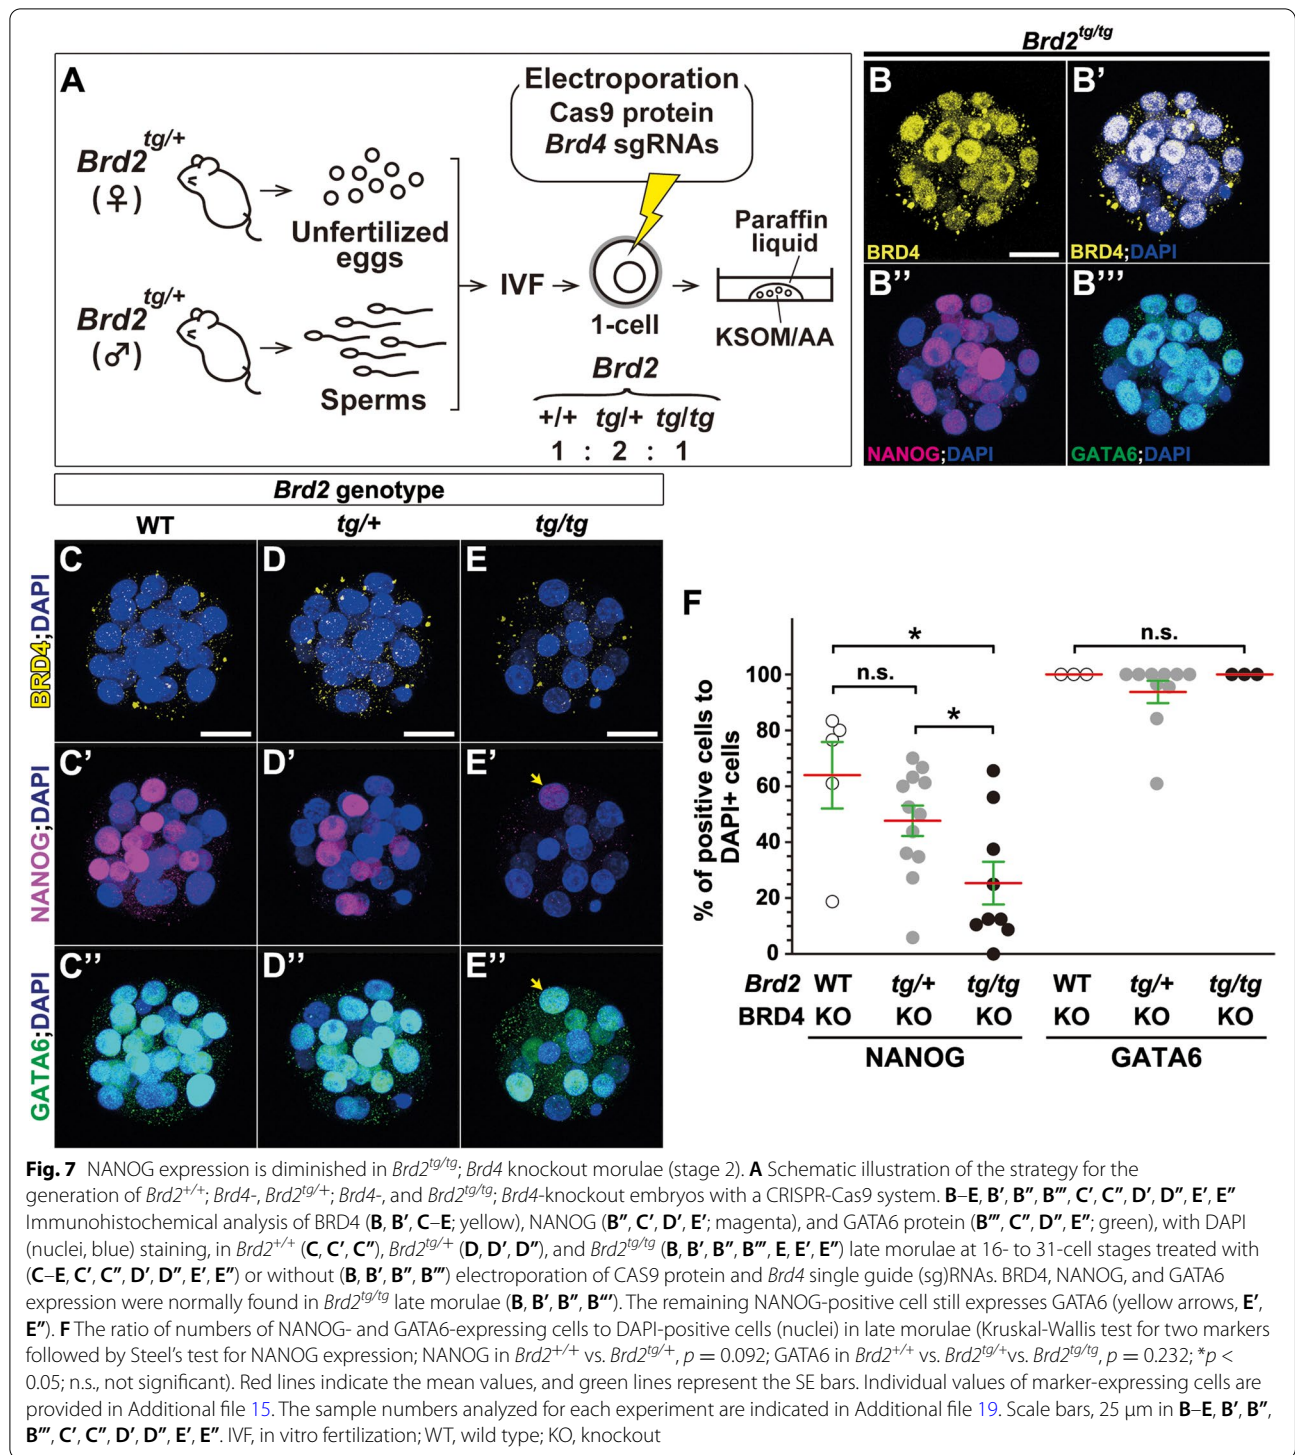 A
Brd2tg/+
(♀)
Unfertilized
eggs
Brd2tg/+
(♂)
Sperms
IVF
Electroporation
Cas9 protein
Brd4 sgRNAs
1-cell
Paraffin
liquid
KSOM/AA
Brd2
+/+ tg/+ tg/tg
1 : 2 : 1
Brd2tg/tg
B
BRD4
B'
BRD4;DAPI
B''
NANOG;DAPI
B'''
GATA6;DAPI
Brd2 genotype
WT tg/+ tg/tg
BRD4;DAPI
C D E
NANOG;DAPI
C' D' E'
GATA6;DAPI
C'' D'' E''
F
% of positive cells to
DAPI+ cells
100
80
60
40
20
0
*
n.s.
*
n.s.
Brd2 WT tg/+ tg/tg WT tg/+ tg/tg
BRD4 KO KO KO KO KO KO
NANOG GATA6
Fig. 7 NANOG expression is diminished in Brd2tg/tg; Brd4 knockout morulae (stage 2). A Schematic illustration of the strategy for the
generation of Brd2+/+; Brd4-, Brd2tg/+; Brd4-, and Brd2tg/tg; Brd4-knockout embryos with a CRISPR-Cas9 system. B–E, B′, B″, B‴, C′, C″, D′, D″, E′, E″
Immunohistochemical analysis of BRD4 (B, B′, C–E; yellow), NANOG (B″, C′, D′, E′; magenta), and GATA6 protein (B‴, C″, D″, E″; green), with DAPI
(nuclei, blue) staining, in Brd2+/+ (C, C′, C″), Brd2tg/+ (D, D′, D″), and Brd2tg/tg (B, B′, B″, B‴, E, E′, E″) late morulae at 16- to 31-cell stages treated with
(C–E, C′, C″, D′, D″, E′, E″) or without (B, B′, B″, B‴) electroporation of CAS9 protein and Brd4 single guide (sg)RNAs. BRD4, NANOG, and GATA6
expression were normally found in Brd2tg/tg late morulae (B, B′, B″, B“’). The remaining NANOG-positive cell still expresses GATA6 (yellow arrows, E′,
E″). F The ratio of numbers of NANOG- and GATA6-expressing cells to DAPI-positive cells (nuclei) in late morulae (Kruskal-Wallis test for two markers
followed by Steel’s test for NANOG expression; NANOG in Brd2+/+ vs. Brd2tg/+, p = 0.092; GATA6 in Brd2+/+ vs. Brd2tg/+vs. Brd2tg/tg, p = 0.232; *p <
0.05; n.s., not significant). Red lines indicate the mean values, and green lines represent the SE bars. Individual values of marker-expressing cells are
provided in Additional file 15. The sample numbers analyzed for each experiment are indicated in Additional file 19. Scale bars, 25 μm in B–E, B′, B″,
B‴, C′, C″, D′, D″, E′, E″. IVF, in vitro fertilization; WT, wild type; KO, knockout